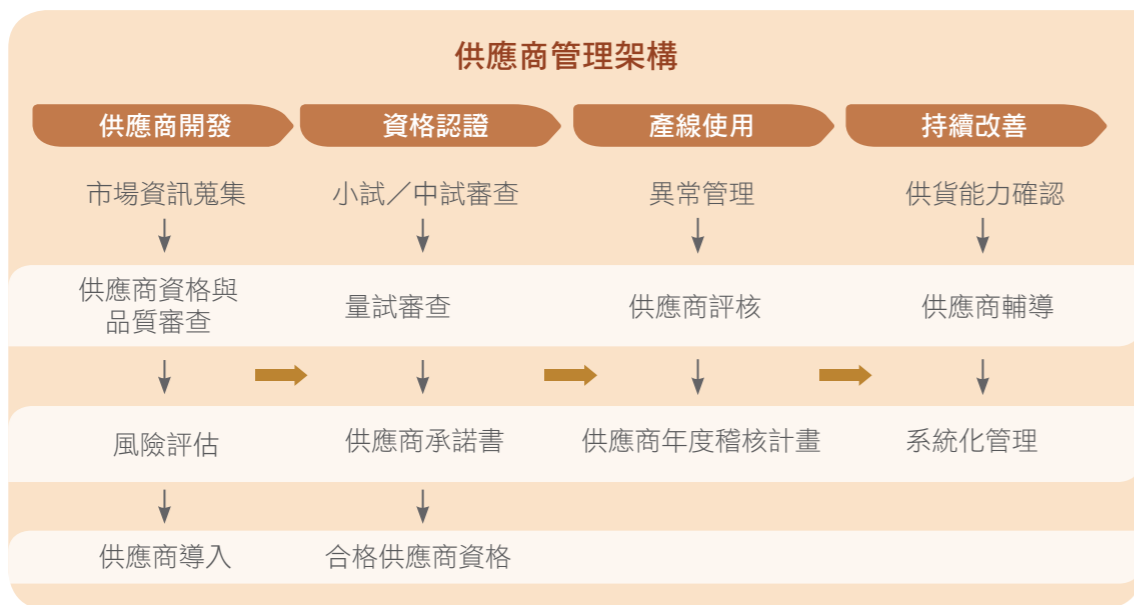 供應商管理架構
供應商開發
市場資訊蒐集
供應商資格與
品質審查
風險評估
供應商導入
資格認證
小試／中試審查
量試審查
供應商承諾書
合格供應商資格
產線使用
異常管理
供應商評核
供應商年度稽核計畫
持續改善
供貨能力確認
供應商輔導
系統化管理